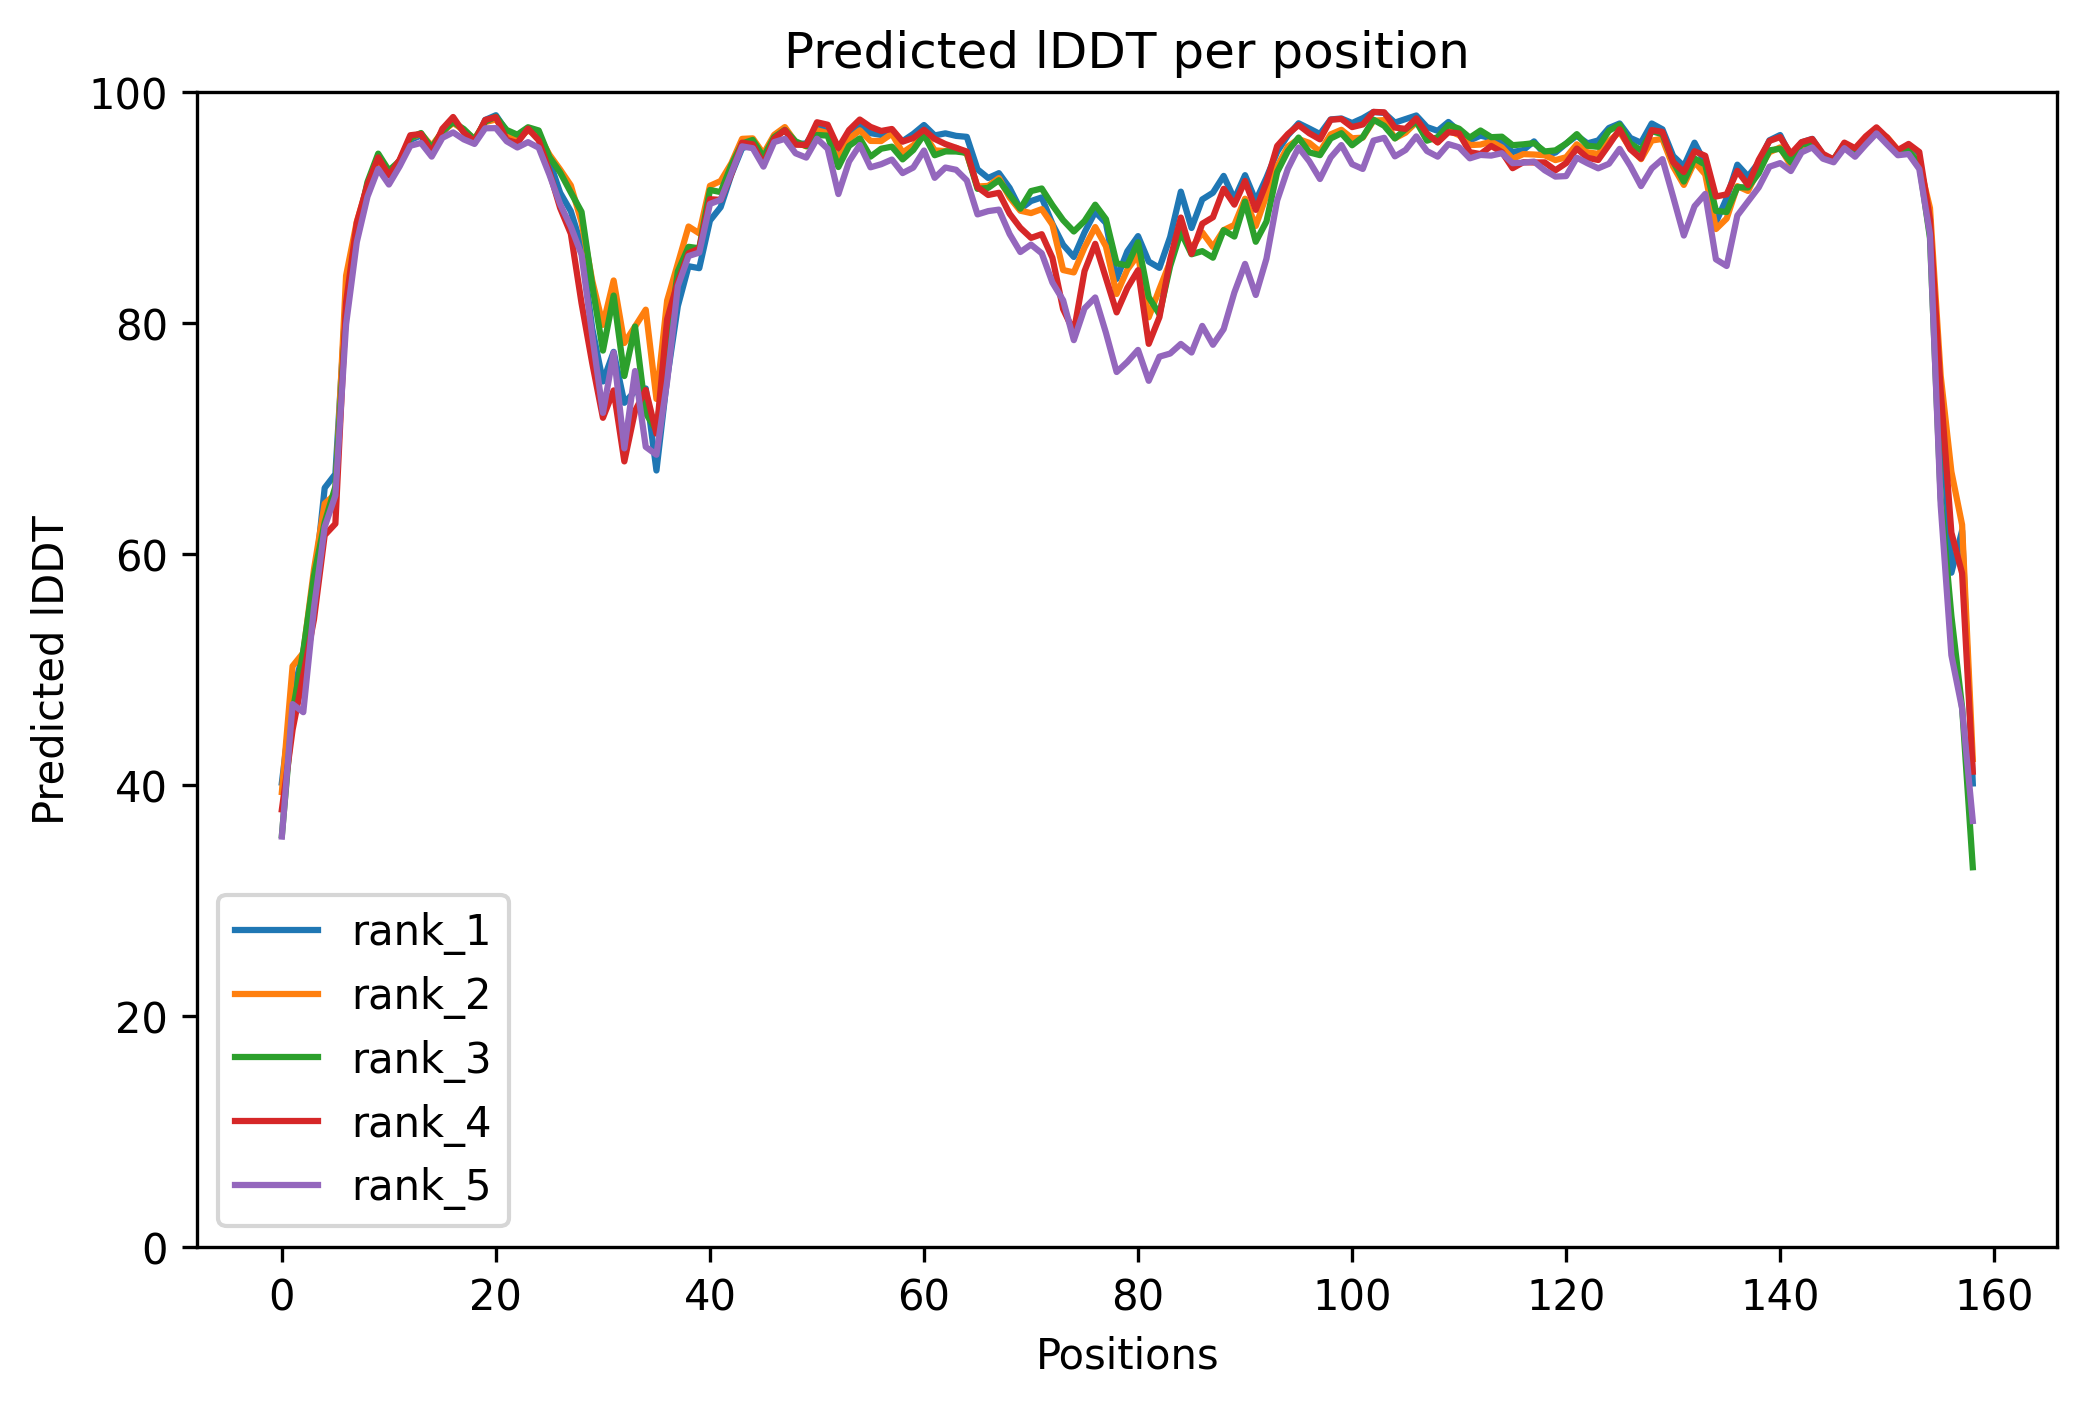 Predicted lDDT per position
Predicted lDDT
100
80
60
40
20
0
rank_1
rank_2
rank_3
rank_4
rank_5
0 20 40 60 80 100 120 140 160
Positions